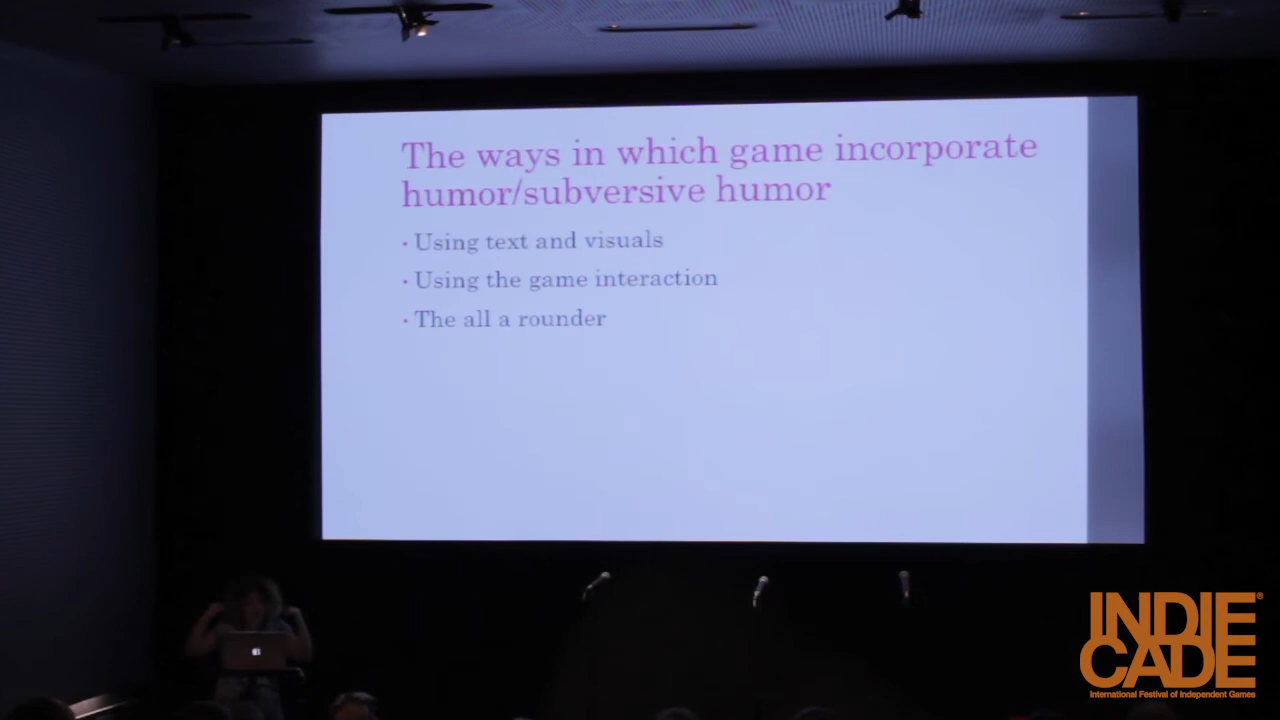 The ways in which game incorporate
humor/subversive humor
· Using text and visuals
· Using the game interaction
· The all a rounder
INDIE
CADE®
International Festival of Independent Games